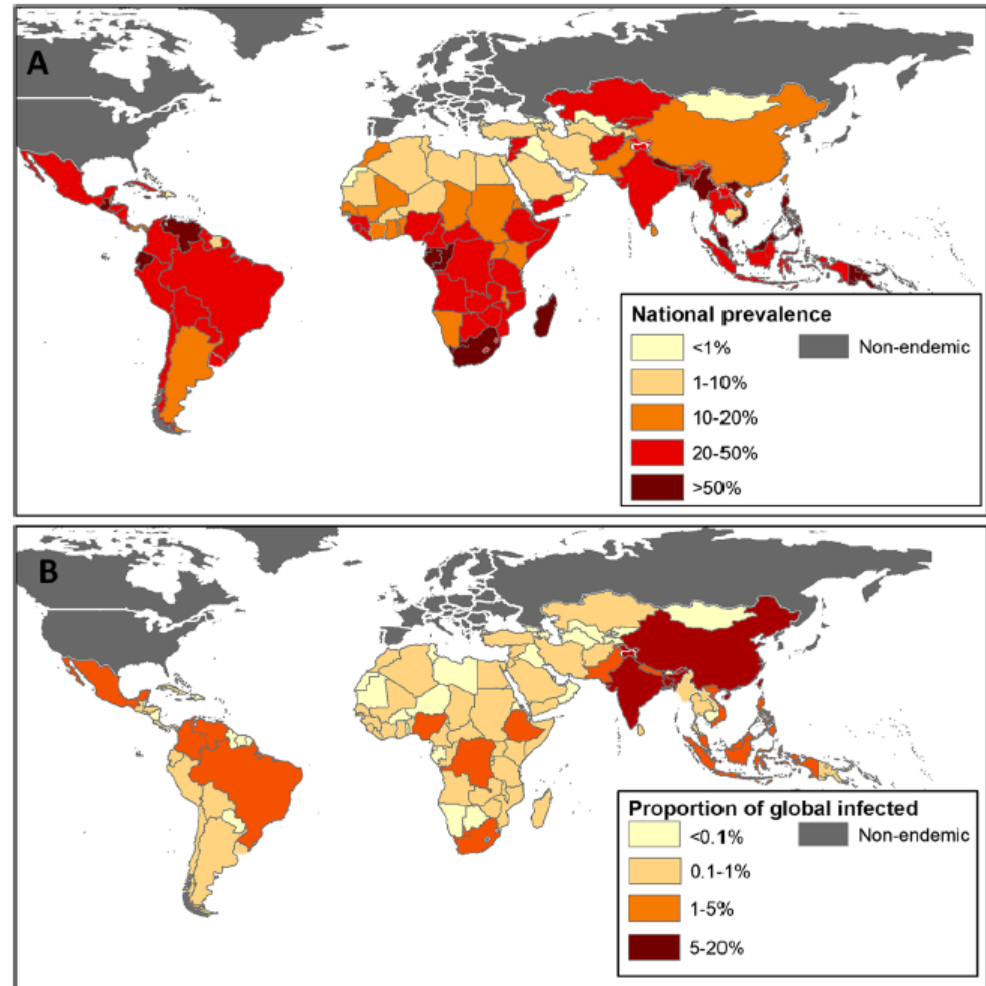 A
National prevalence
<1%
Non-endemic
1-10%
10-20%
20-50%
>50%
B
Proportion of global infected
<0.1%
Non-endemic
0.1-1%
1-5%
5-20%